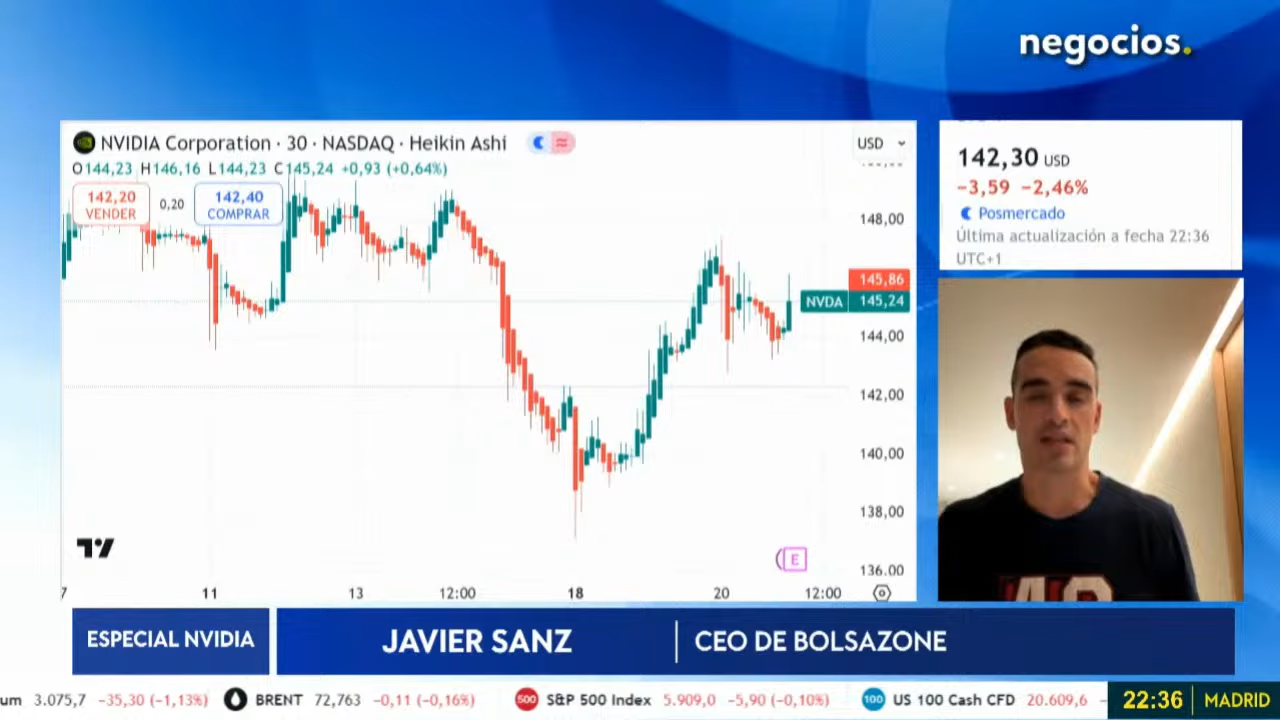 negocios.
NVIDIA Corporation · 30 · NASDAQ · Heikin Ashi
USD
O144,23 H146,16 L144,23 C145,24 +0,93 (+0,64%)
142,20
VENDER
0,20
142,40
COMPRAR
148,00
145,86
NVDA 145,24
144,00
142,00
140,00
138,00
136.00
E
7 11 13 12:00 18 20 12:00
142,30 USD
−3,59 −2,46%
Posmercado
Última actualización a fecha 22:36
UTC+1
ESPECIAL NVIDIA
JAVIER SANZ
CEO DE BOLSAZONE
um 3.075,7 −35,30 (−1,13%) BRENT 72,763 −0,11 (−0,16%) 500 S&P 500 Index 5.909,0 −5,90 (−0,10%) 100 US 100 Cash CFD 20.609,6 −
22:36 MADRID